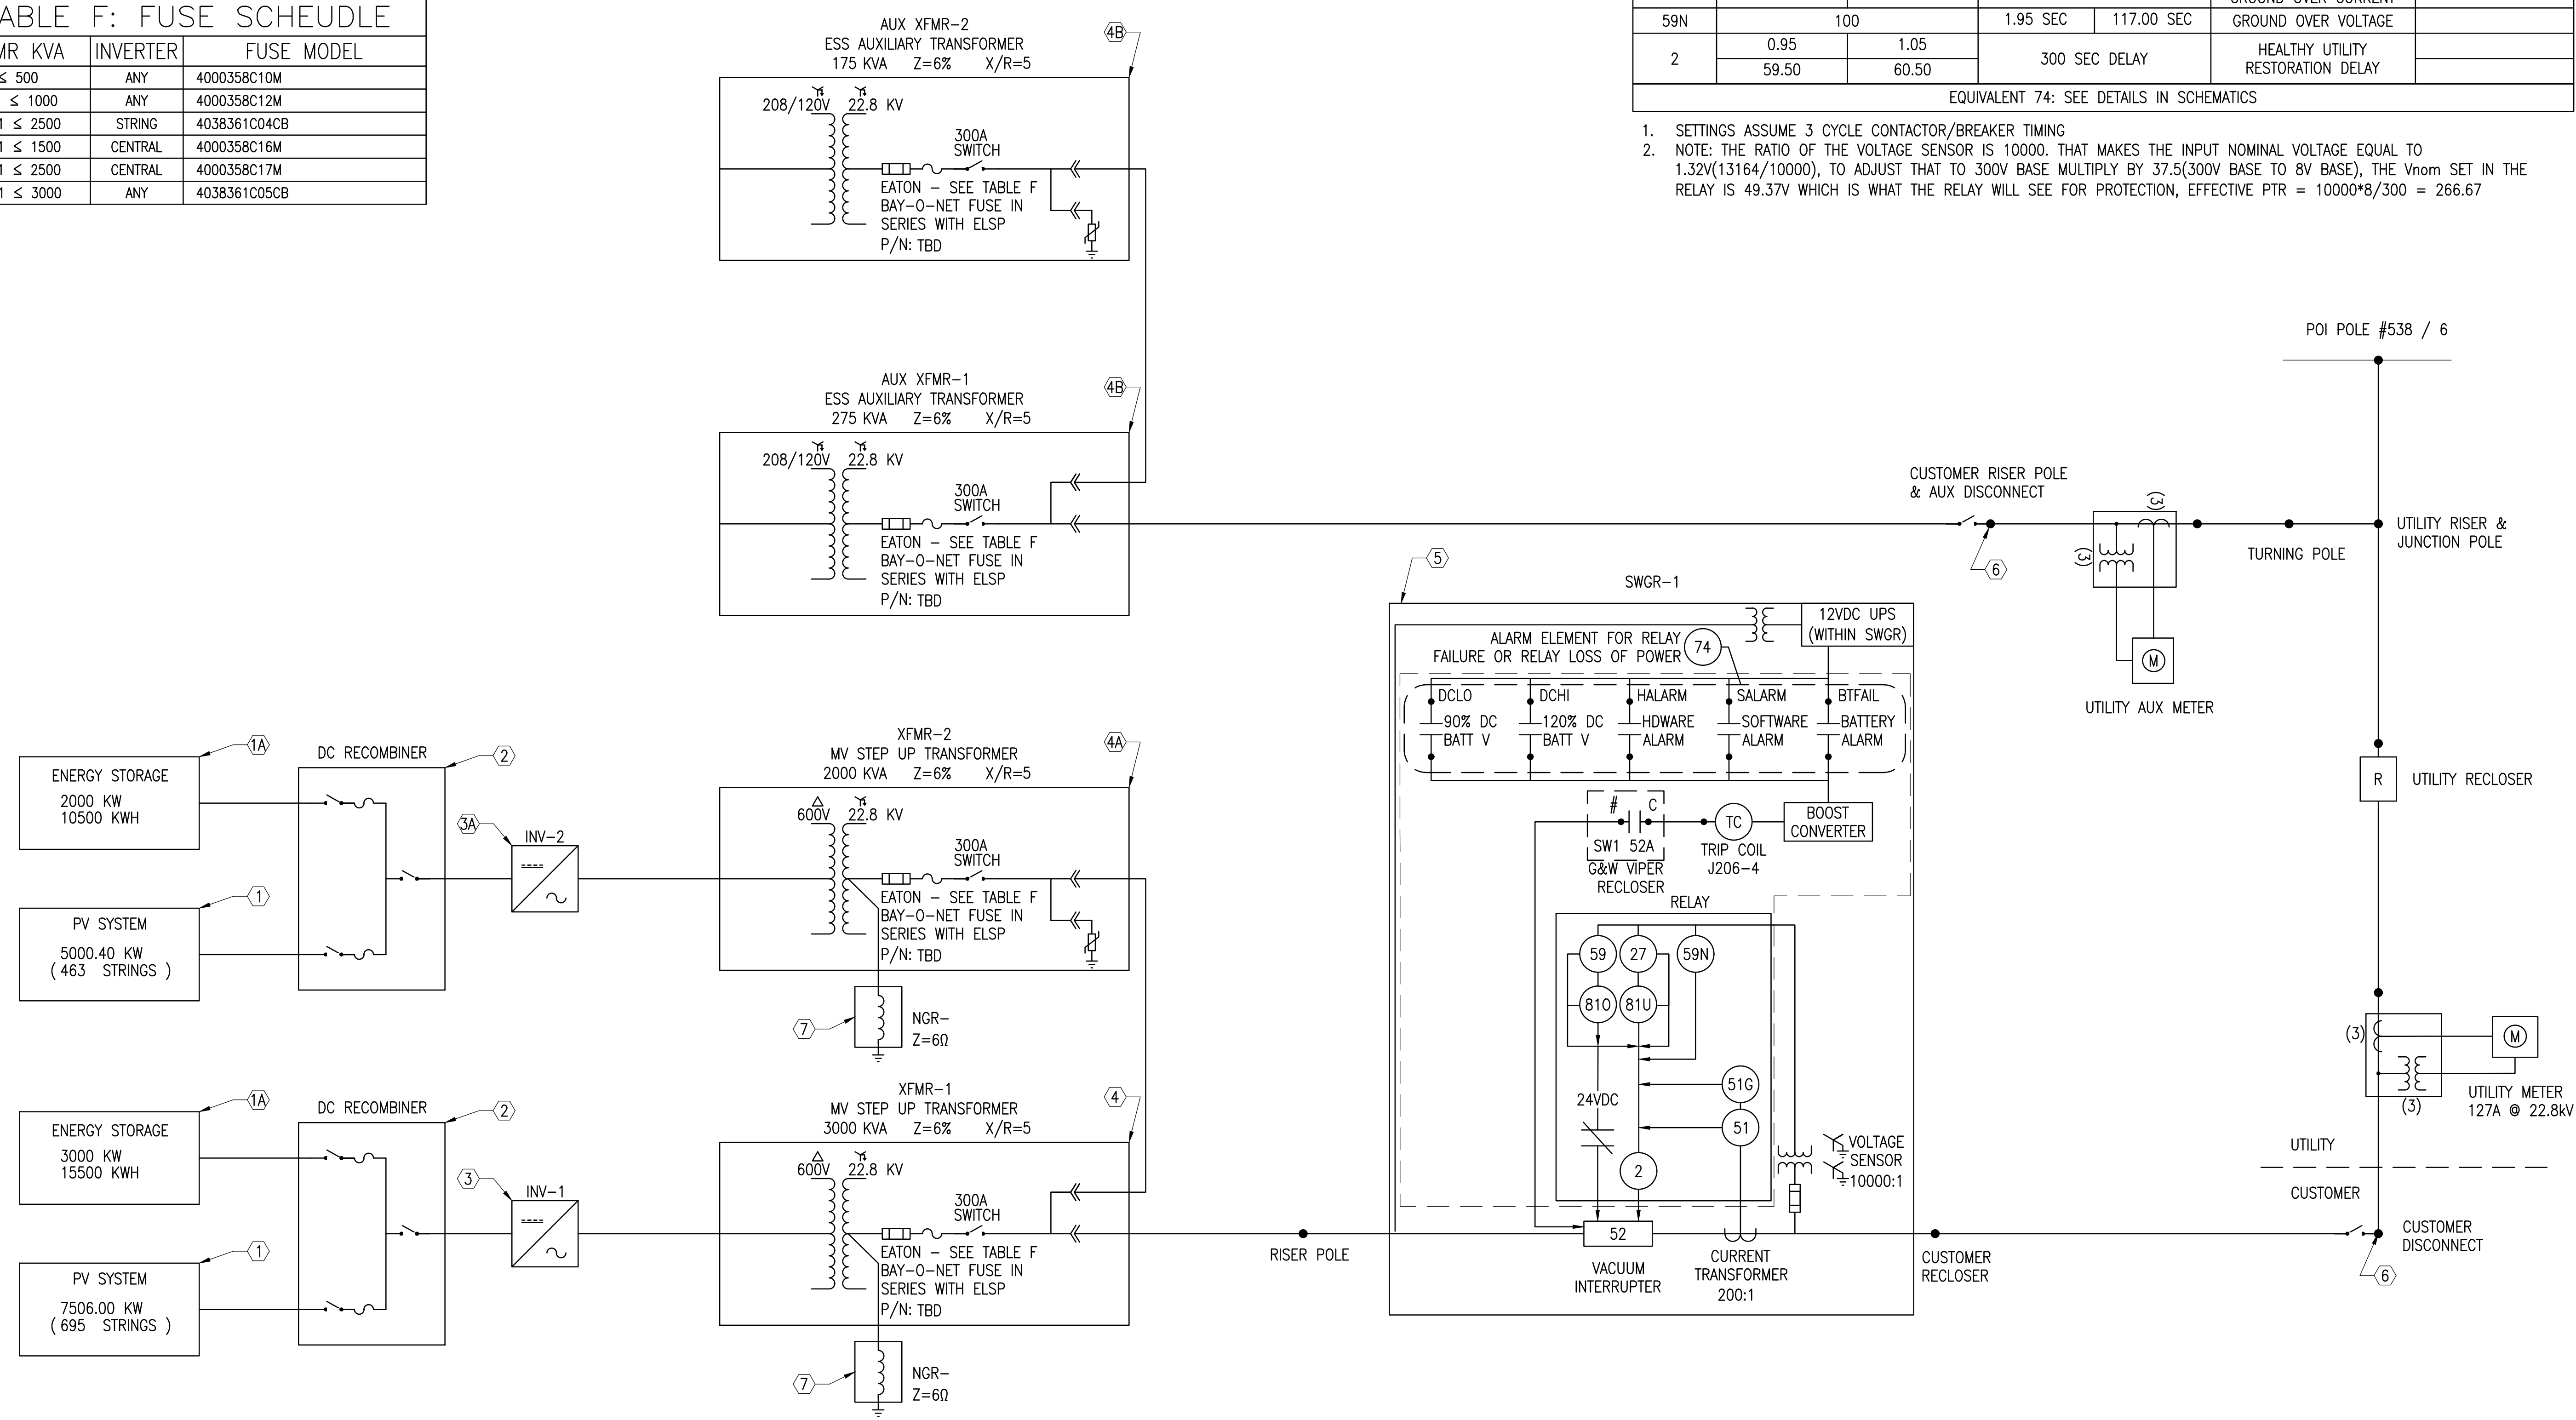 ABLE F: FUSE SCHEUDLE
MR KVA INVERTER FUSE MODEL
≤ 500 ANY 4000358C10M
≤ 1000 ANY 4000358C12M
≤ 2500 STRING 4038361C04CB
≤ 1500 CENTRAL 4000358C16M
≤ 2500 CENTRAL 4000358C17M
≤ 3000 ANY 4038361C05CB
59N 100 1.95 SEC 117.00 SEC GROUND OVER VOLTAGE
2 0.95 1.05 300 SEC DELAY HEALTHY UTILITY
59.50 60.50 RESTORATION DELAY
EQUIVALENT 74: SEE DETAILS IN SCHEMATICS
1. SETTINGS ASSUME 3 CYCLE CONTACTOR/BREAKER TIMING
2. NOTE: THE RATIO OF THE VOLTAGE SENSOR IS 10000. THAT MAKES THE INPUT NOMINAL VOLTAGE EQUAL TO
1.32V(13164/10000), TO ADJUST THAT TO 300V BASE MULTIPLY BY 37.5(300V BASE TO 8V BASE), THE Vnom SET IN THE
RELAY IS 49.37V WHICH IS WHAT THE RELAY WILL SEE FOR PROTECTION, EFFECTIVE PTR = 10000*8/300 = 266.67
AUX XFMR-2
ESS AUXILIARY TRANSFORMER
175 KVA Z=6% X/R=5
4B
208/120V 22.8 KV
300A
SWITCH
EATON - SEE TABLE F
BAY-O-NET FUSE IN
SERIES WITH ELSP
P/N: TBD
AUX XFMR-1
ESS AUXILIARY TRANSFORMER
275 KVA Z=6% X/R=5
4B
208/120V 22.8 KV
300A
SWITCH
EATON - SEE TABLE F
BAY-O-NET FUSE IN
SERIES WITH ELSP
P/N: TBD
POI POLE #538 / 6
CUSTOMER RISER POLE
& AUX DISCONNECT
6
(3)
(3)
M
UTILITY AUX METER
TURNING POLE
UTILITY RISER &
JUNCTION POLE
R
UTILITY RECLOSER
(3)
M
(3)
UTILITY METER
127A @ 22.8kV
UTILITY
CUSTOMER
CUSTOMER
DISCONNECT
6
5
SWGR-1
12VDC UPS
(WITHIN SWGR)
ALARM ELEMENT FOR RELAY
FAILURE OR RELAY LOSS OF POWER
74
DCLO DCHI HALARM SALARM BTFAIL
90% DC 120% DC HDWARE SOFTWARE BATTERY
BATT V BATT V ALARM ALARM ALARM
# C
SW1 52A
G&W VIPER
RECLOSER
TC
TRIP COIL
J206-4
BOOST
CONVERTER
RELAY
59 27 59N
81O 81U
51G
24VDC
51
2
VOLTAGE
SENSOR
10000:1
52
VACUUM
INTERRUPTER
CURRENT
TRANSFORMER
200:1
CUSTOMER
RECLOSER
RISER POLE
1A
ENERGY STORAGE
2000 KW
10500 KWH
DC RECOMBINER
2
1
PV SYSTEM
5000.40 KW
( 463 STRINGS )
3A
INV-2
XFMR-2
MV STEP UP TRANSFORMER
2000 KVA Z=6% X/R=5
4A
600V 22.8 KV
300A
SWITCH
EATON - SEE TABLE F
BAY-O-NET FUSE IN
SERIES WITH ELSP
P/N: TBD
7
NGR-
Z=6Ω
1A
ENERGY STORAGE
3000 KW
15500 KWH
DC RECOMBINER
2
1
PV SYSTEM
7506.00 KW
( 695 STRINGS )
3
INV-1
XFMR-1
MV STEP UP TRANSFORMER
3000 KVA Z=6% X/R=5
4
600V 22.8 KV
300A
SWITCH
EATON - SEE TABLE F
BAY-O-NET FUSE IN
SERIES WITH ELSP
P/N: TBD
7
NGR-
Z=6Ω